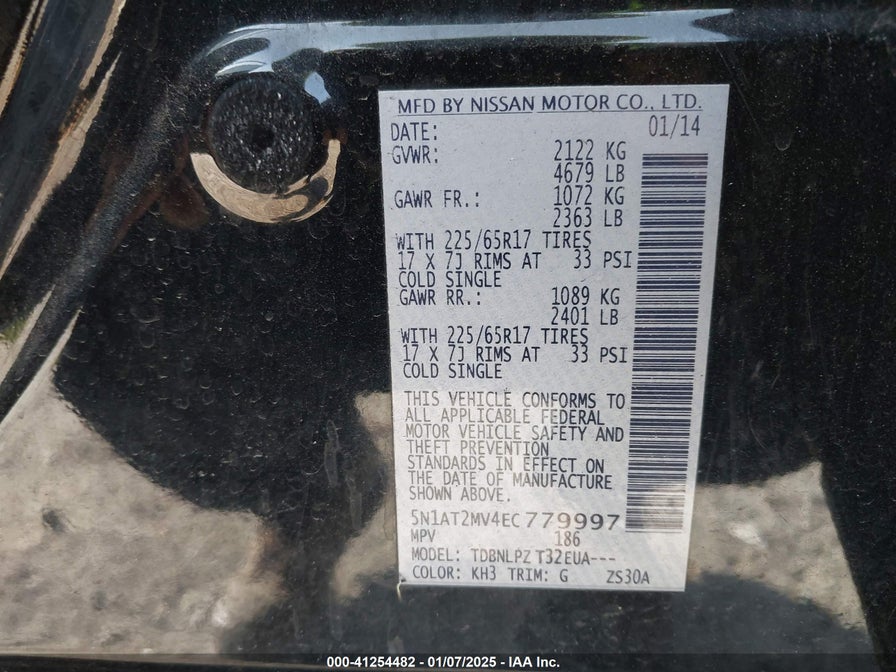 MFD BY NISSAN MOTOR CO., LTD.
DATE: 01/14
GVWR: 2122 KG
4679 LB
GAWR FR.: 1072 KG
2363 LB
WITH 225/65R17 TIRES
17 X 7J RIMS AT 33 PSI
COLD SINGLE
GAWR RR.: 1089 KG
2401 LB
WITH 225/65R17 TIRES
17 X 7J RIMS AT 33 PSI
COLD SINGLE
THIS VEHICLE CONFORMS TO
ALL APPLICABLE FEDERAL
MOTOR VEHICLE SAFETY AND
THEFT PREVENTION
STANDARDS IN EFFECT ON
THE DATE OF MANUFACTURE
SHOWN ABOVE.
5N1AT2MV4EC779997
MPV 186
MODEL: TDBNLPZ T32EUA---
COLOR: KH3 TRIM: G ZS30A
000-41254482 - 01/07/2025 - IAA Inc.